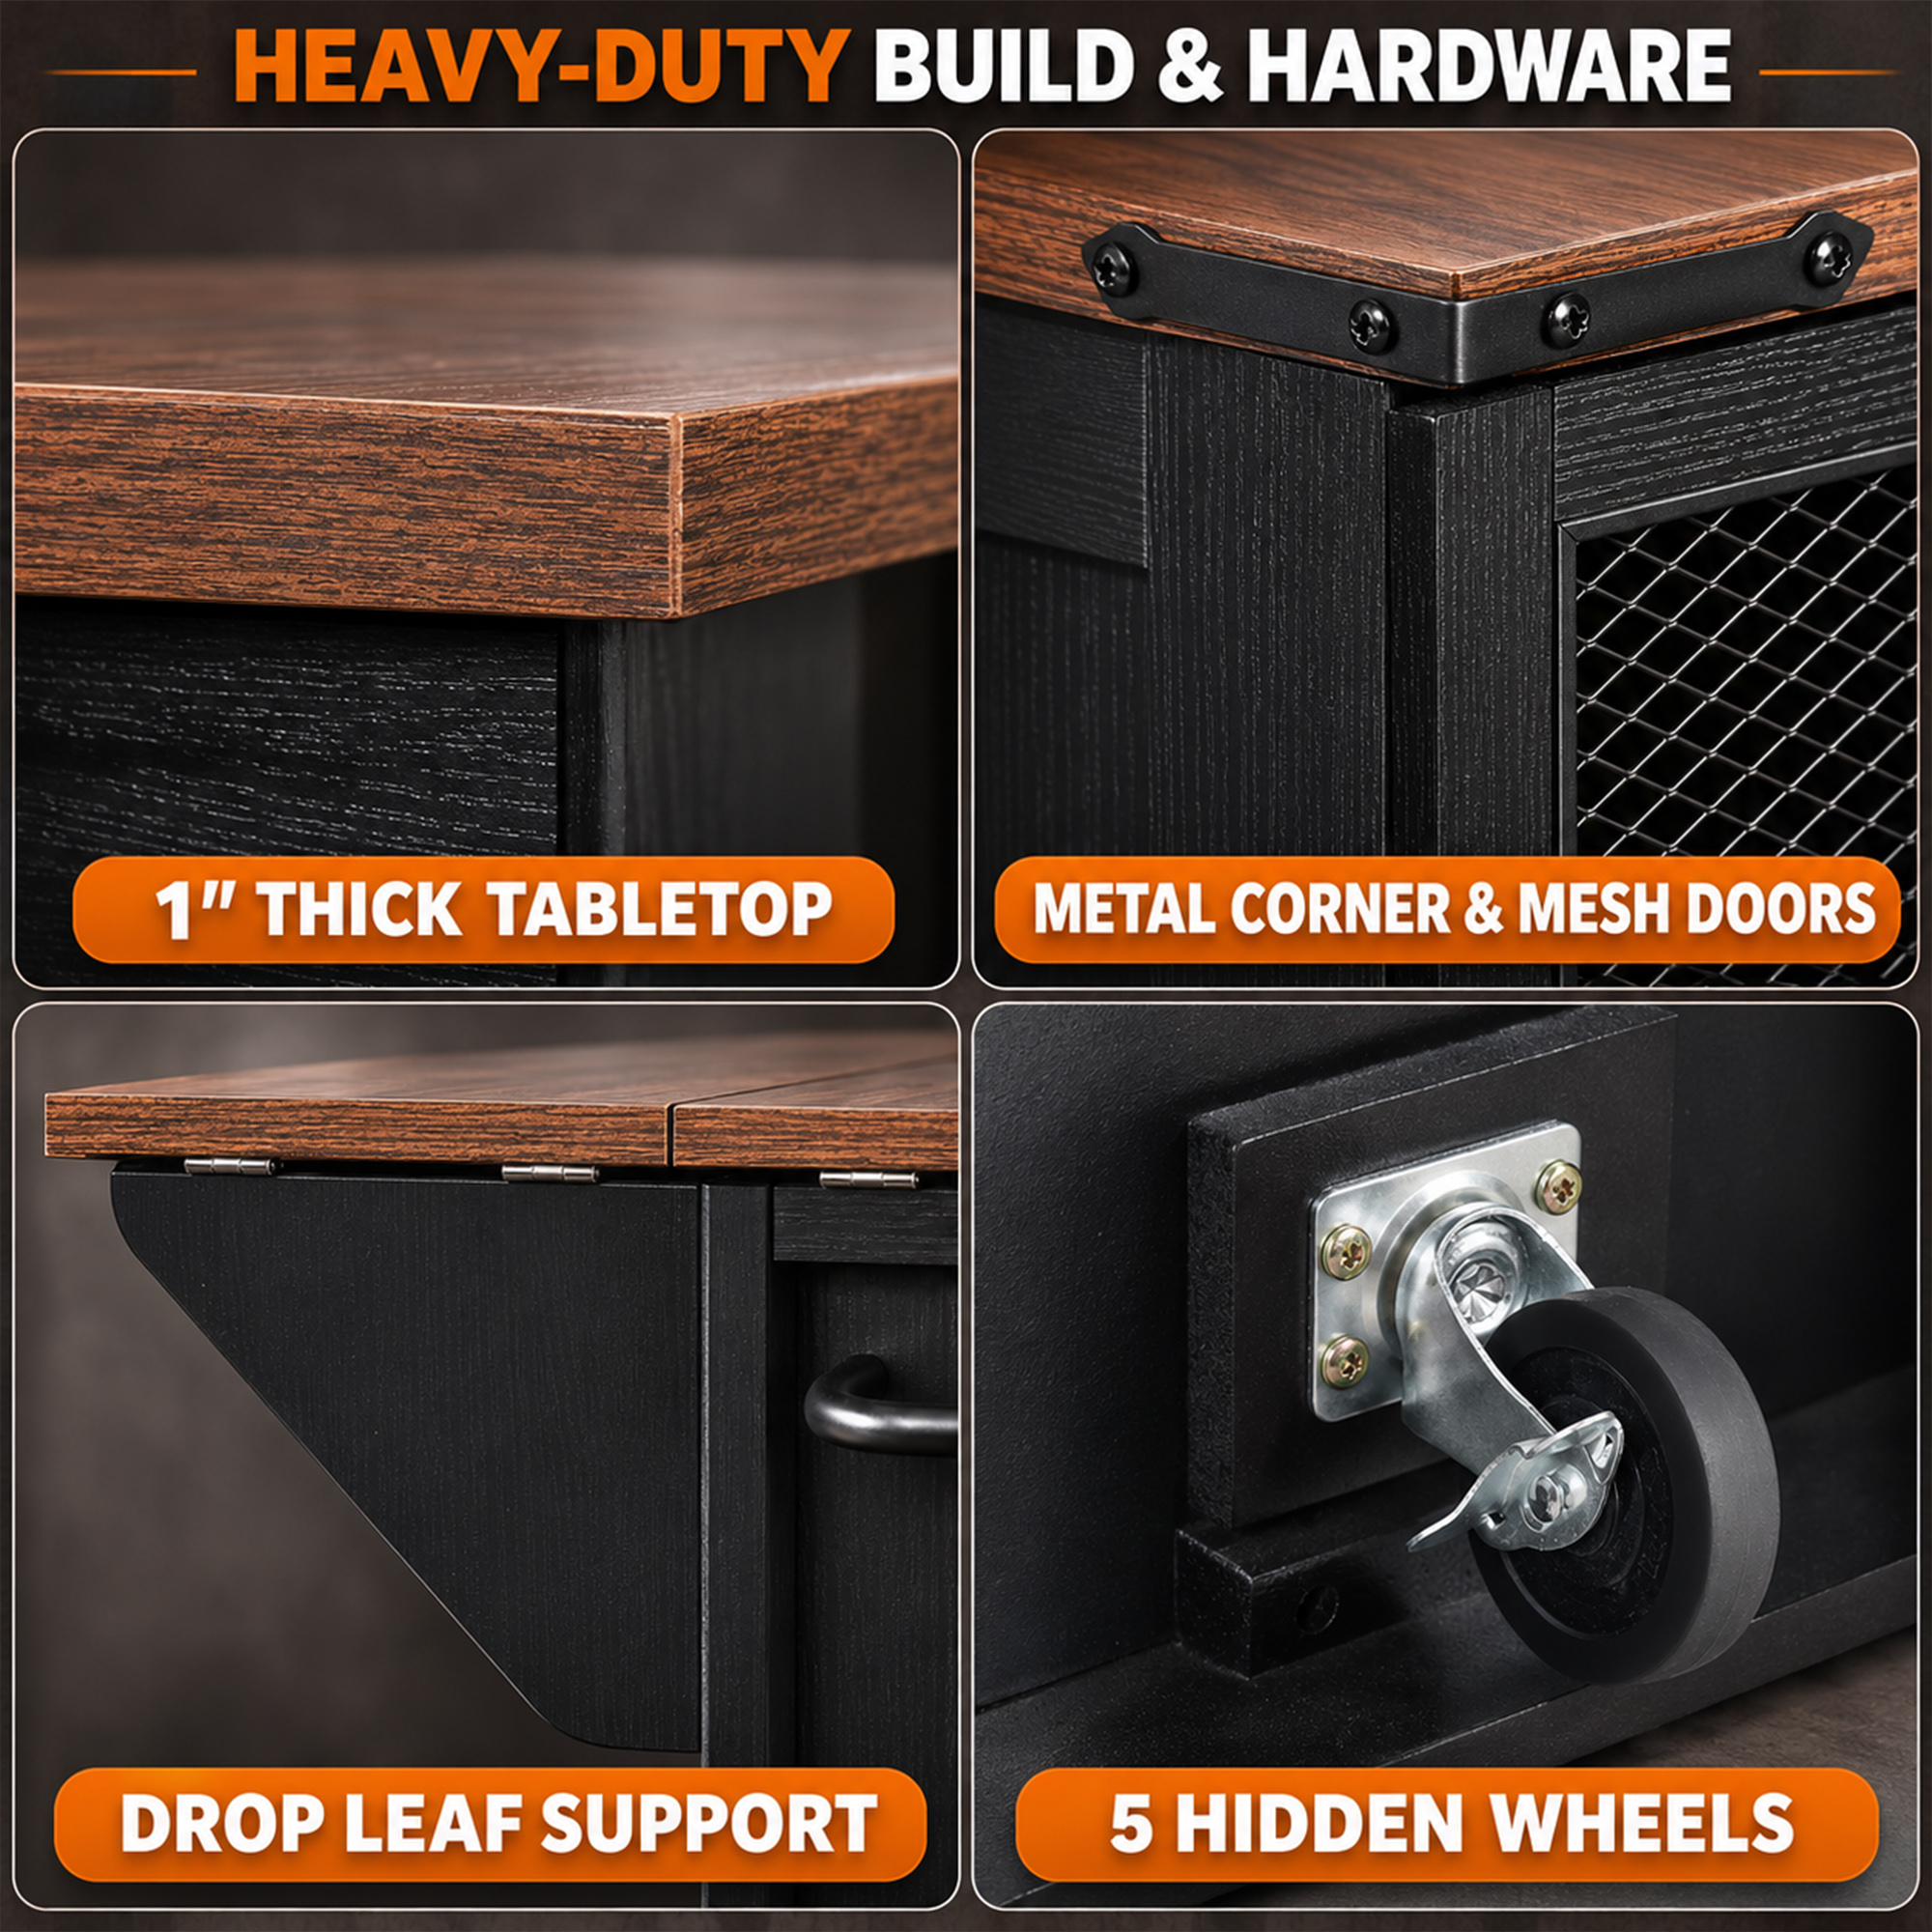 HEAVY-DUTY BUILD & HARDWARE
1" THICK TABLETOP
METAL CORNER & MESH DOORS
DROP LEAF SUPPORT
5 HIDDEN WHEELS